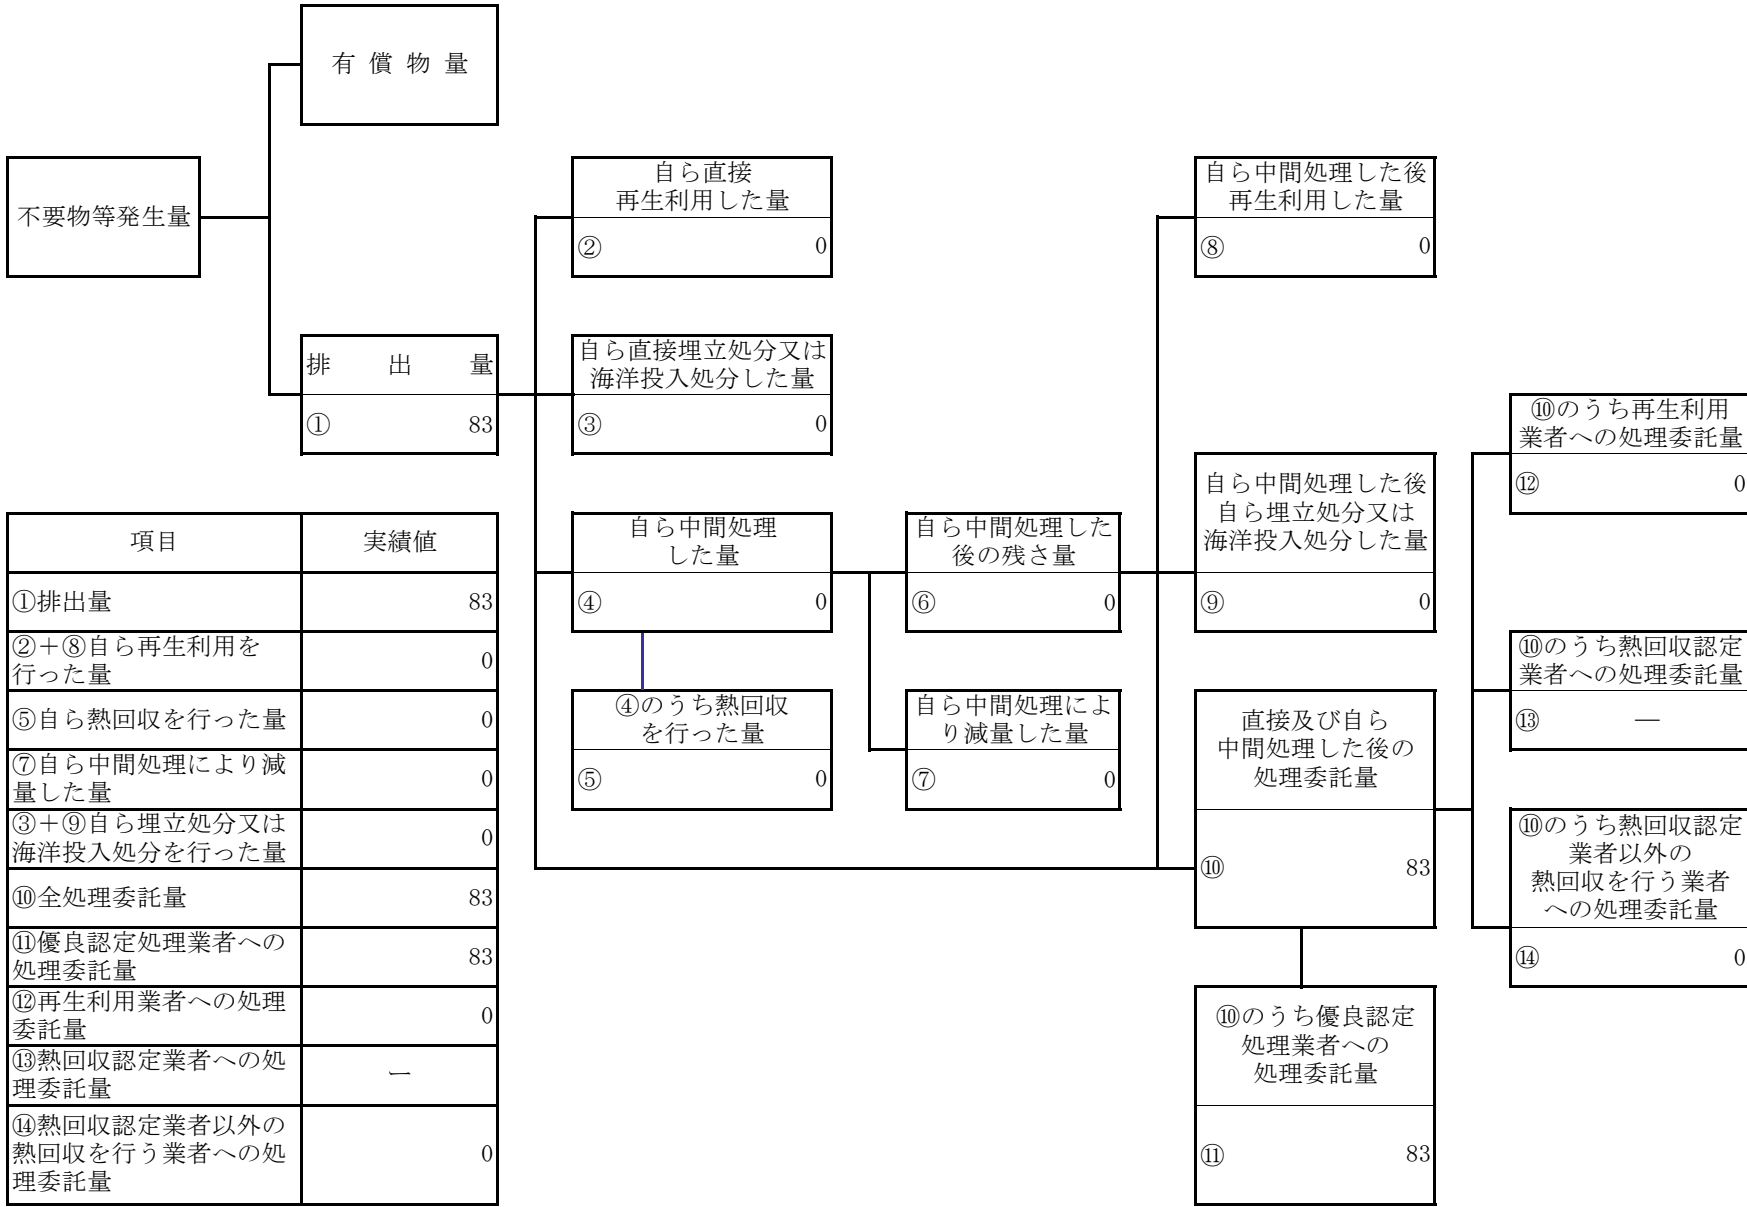 有償物量
不要物等発生量
自ら直接
再生利用した量
② 0
自ら中間処理した後
再生利用した量
⑧ 0
排出量
① 83
自ら直接埋立処分又は
海洋投入処分した量
③ 0
⑩のうち再生利用
業者への処理委託量
⑫ 0
自ら中間処理
した量
④ 0
自ら中間処理した
後の残さ量
⑥ 0
自ら中間処理した後
自ら埋立処分又は
海洋投入処分した量
⑨ 0
⑩のうち熱回収認定
業者への処理委託量
⑬ ―
④のうち熱回収
を行った量
⑤ 0
自ら中間処理によ
り減量した量
⑦ 0
直接及び自ら
中間処理した後の
処理委託量
⑩ 83
⑩のうち熱回収認定
業者以外の
熱回収を行う業者
への処理委託量
⑭ 0
⑩のうち優良認定
処理業者への
処理委託量
⑪ 83
項目 実績値
①排出量 83
②+⑧自ら再生利用を
行った量 0
⑤自ら熱回収を行った量 0
⑦自ら中間処理により減
量した量 0
③+⑨自ら埋立処分又は
海洋投入処分を行った量 0
⑩全処理委託量 83
⑪優良認定処理業者への
処理委託量 83
⑫再生利用業者への処理
委託量 0
⑬熱回収認定業者への処
理委託量 ―
⑭熱回収認定業者以外の
熱回収を行う業者への処
理委託量 0